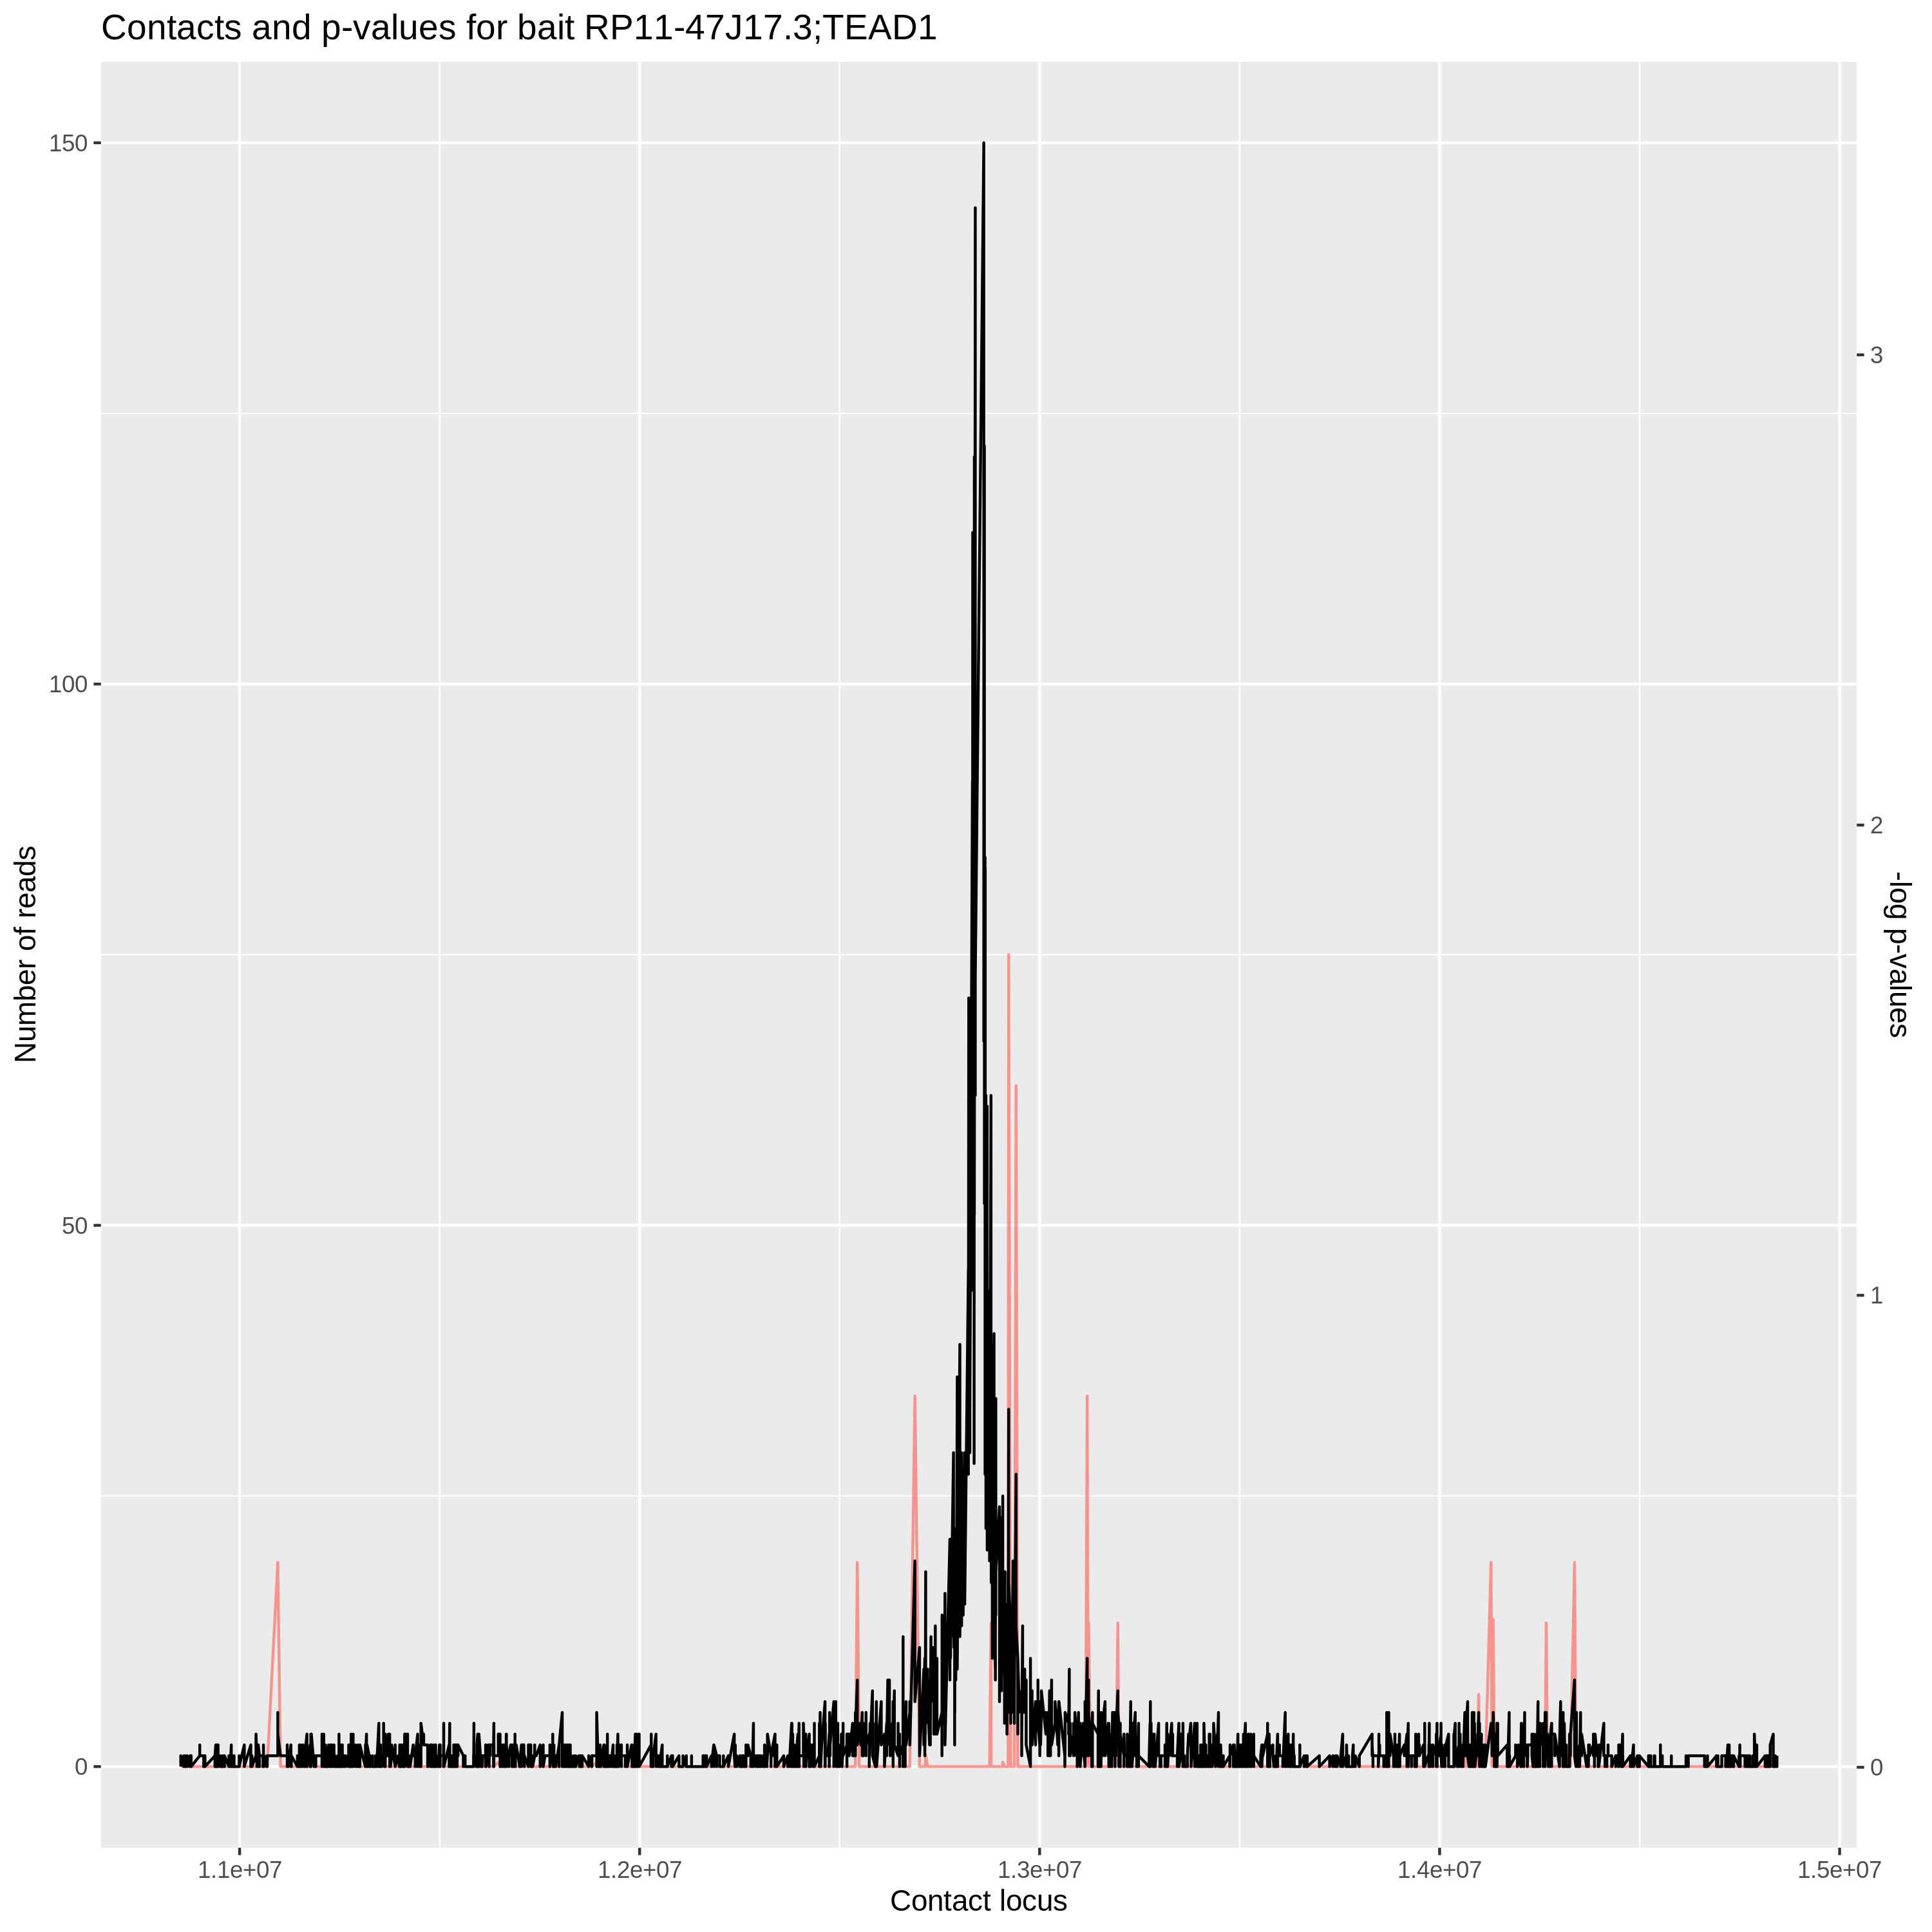 Contacts and p-values for bait RP11-47J17.3;TEAD1
150
100
50
0
Number of reads
3
2
1
0
-log p-values
1.1e+07
1.2e+07
1.3e+07
1.4e+07
1.5e+07
Contact locus